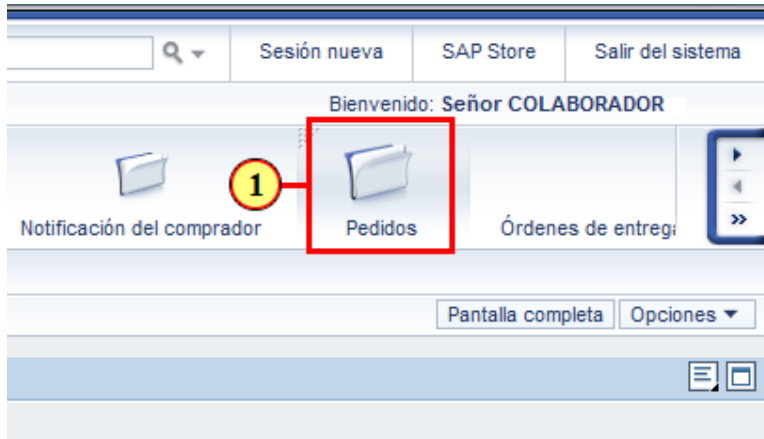 Sesión nueva SAP Store Salir del sistema
Bienvenido: Señor COLABORADOR
1
Notificación del comprador Pedidos Órdenes de entrega
Pantalla completa Opciones